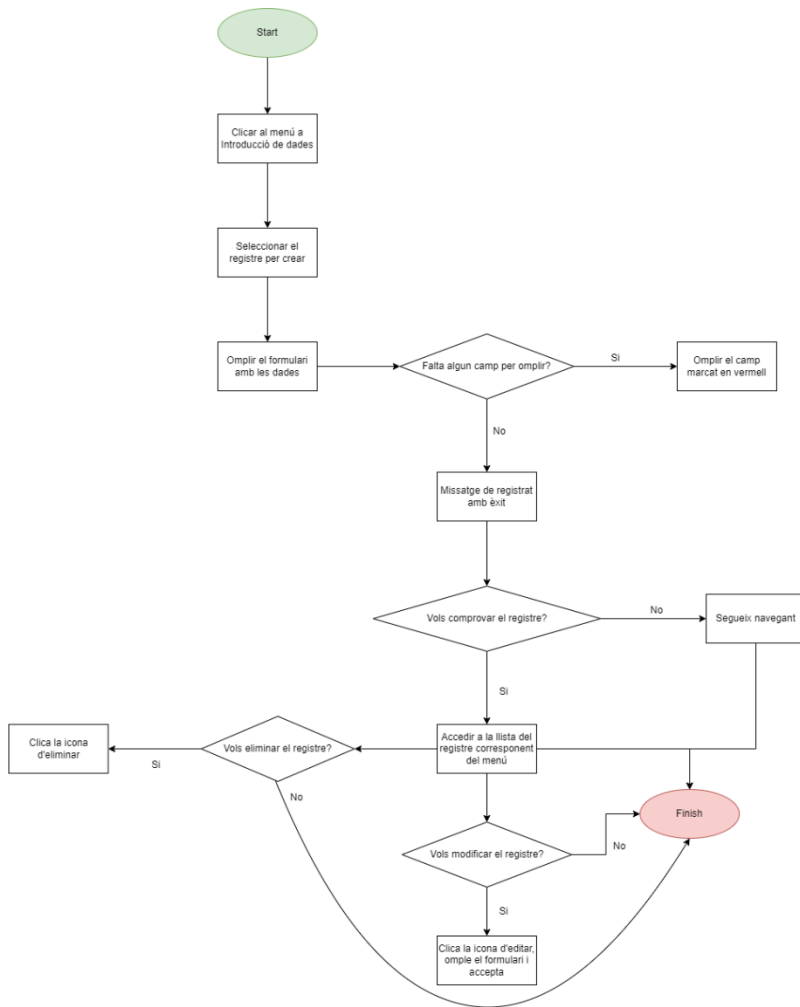 Start
Clicar al menú a
Introducció de dades
Seleccionar el
registre per crear
Omplir el formulari
amb les dades
Falta algun camp per omplir?
Si
Omplir el camp
marcat en vermell
No
Missatge de registrat
amb èxit
Vols comprovar el registre?
No
Segueix navegant
Si
Clica la icona
d'eliminar
Si
Vols eliminar el registre?
Accedir a la llista del
registre corresponent
del menú
No
Finish
Vols modificar el registre?
No
Si
Clica la icona d'editar,
omple el formulari i
accepta